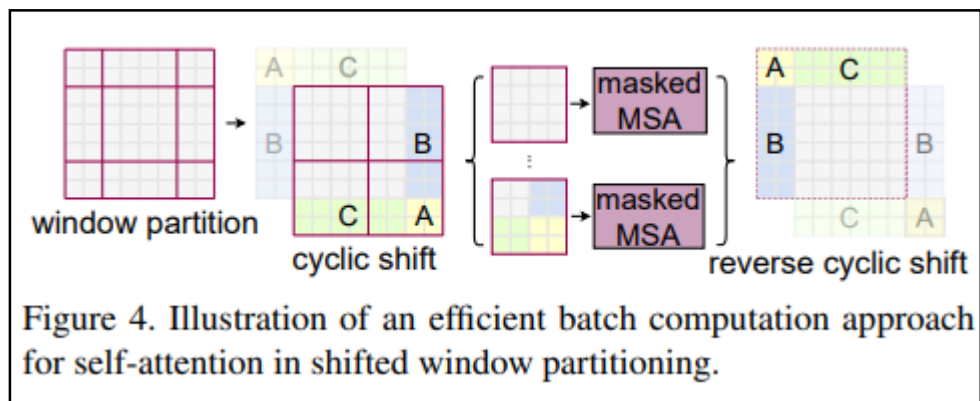 A C
B
window partition
B
C A
cyclic shift
masked
MSA
⋮
masked
MSA
A C
B B
C A
reverse cyclic shift
Figure 4. Illustration of an efficient batch computation approach
for self-attention in shifted window partitioning.